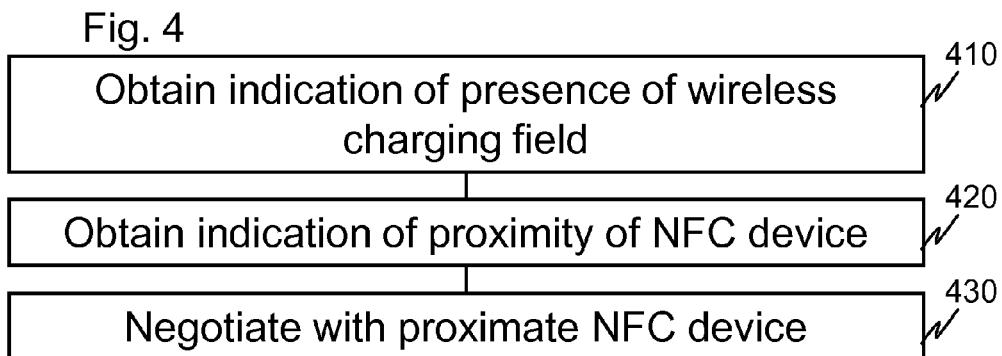 Fig. 4
410
Obtain indication of presence of wireless
charging field
420
Obtain indication of proximity of NFC device
430
Negotiate with proximate NFC device